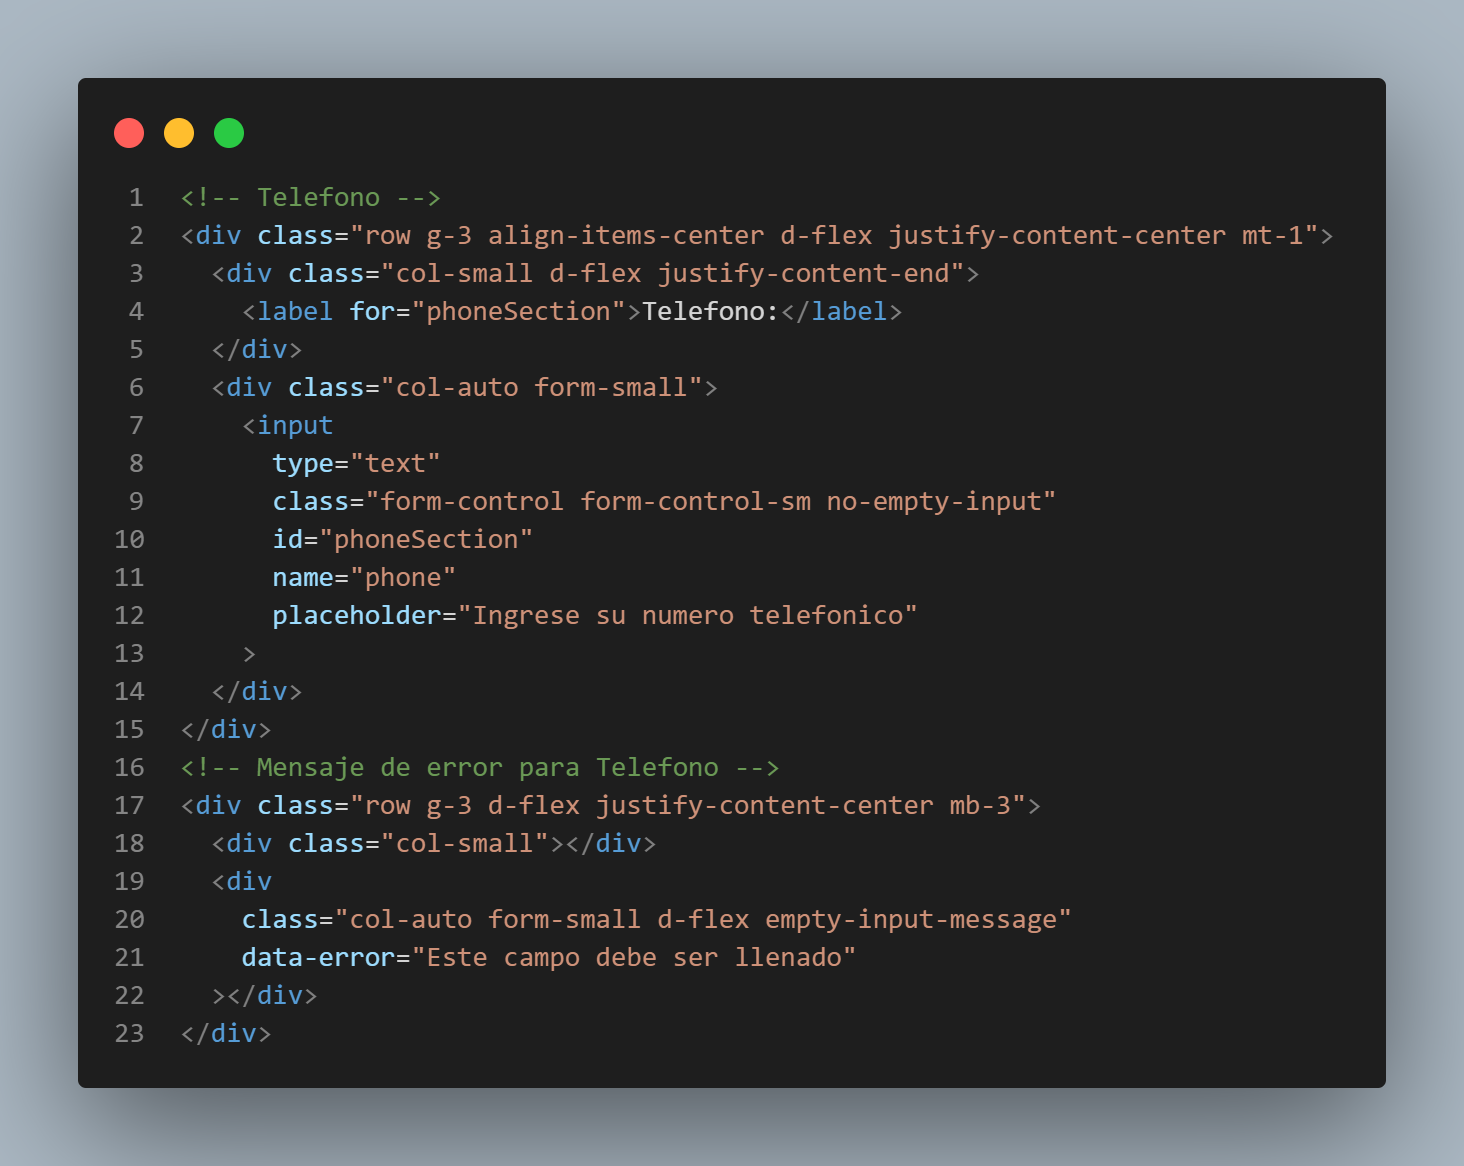 1 <!-- Telefono -->
2 <div class="row g-3 align-items-center d-flex justify-content-center mt-1">
3   <div class="col-small d-flex justify-content-end">
4     <label for="phoneSection">Telefono:</label>
5   </div>
6   <div class="col-auto form-small">
7     <input
8       type="text"
9       class="form-control form-control-sm no-empty-input"
10       id="phoneSection"
11       name="phone"
12       placeholder="Ingrese su numero telefonico"
13     >
14   </div>
15 </div>
16 <!-- Mensaje de error para Telefono -->
17 <div class="row g-3 d-flex justify-content-center mb-3">
18   <div class="col-small"></div>
19   <div
20     class="col-auto form-small d-flex empty-input-message"
21     data-error="Este campo debe ser llenado"
22   ></div>
23 </div>